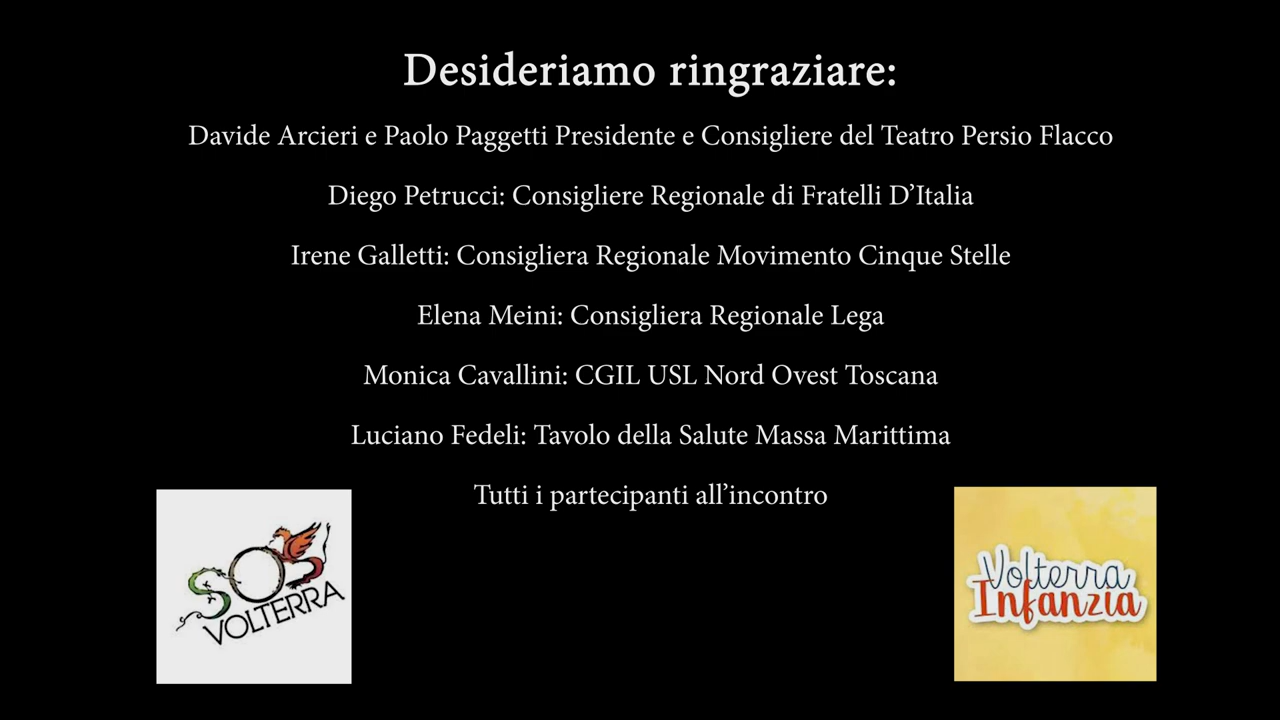 Desideriamo ringraziare:
Davide Arcieri e Paolo Paggetti Presidente e Consigliere del Teatro Persio Flacco
Diego Petrucci: Consigliere Regionale di Fratelli D’Italia
Irene Galletti: Consigliera Regionale Movimento Cinque Stelle
Elena Meini: Consigliera Regionale Lega
Monica Cavallini: CGIL USL Nord Ovest Toscana
Luciano Fedeli: Tavolo della Salute Massa Marittima
Tutti i partecipanti all’incontro
SOS
VOLTERRA
Volterra
Infanzia